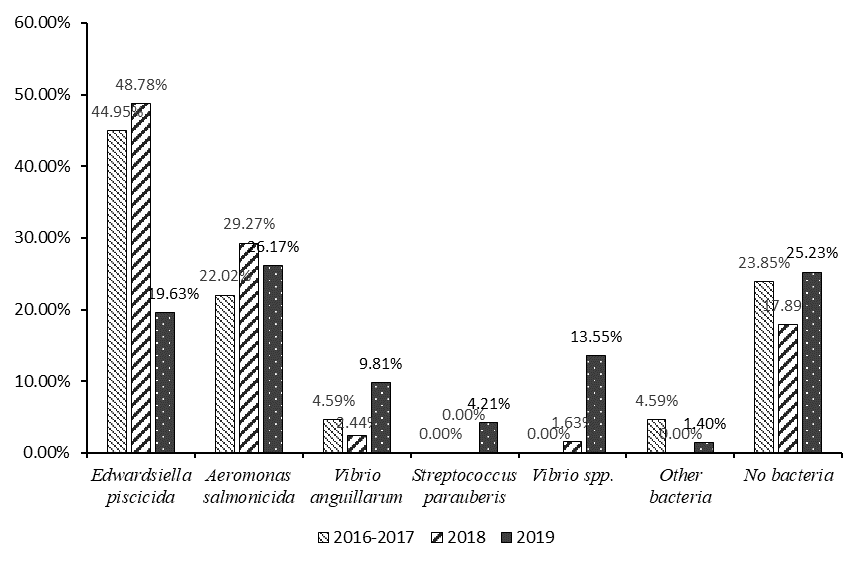 60.00%
50.00%
40.00%
30.00%
20.00%
10.00%
0.00%
44.95%
48.78%
19.63%
22.02%
29.27%
26.17%
4.59%
2.44%
9.81%
0.00%
0.00%
4.21%
0.00%
1.63%
13.55%
4.59%
0.00%
1.40%
23.85%
17.89%
25.23%
Edwardsiella
piscicida
Aeromonas
salmonicida
Vibrio
anguillarum
Streptococcus
parauberis
Vibrio spp.
Other
bacteria
No bacteria
2016-2017
2018
2019